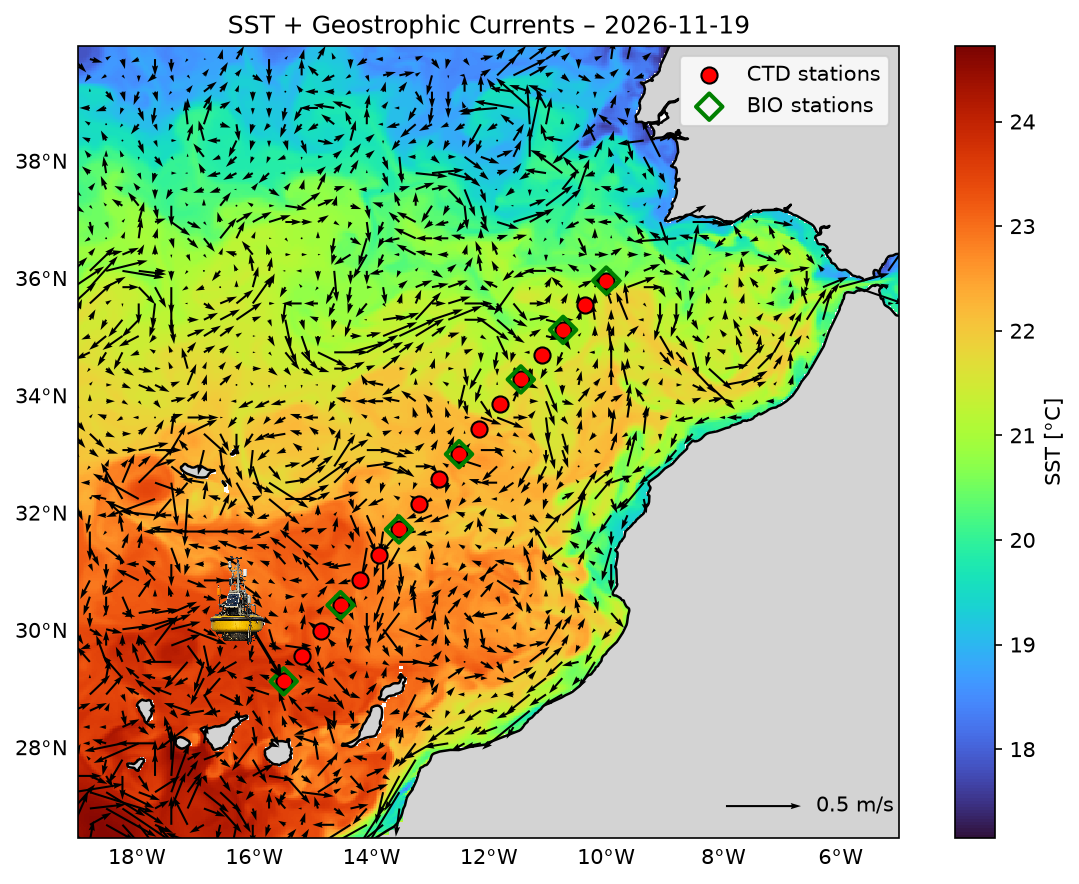 SST + Geostrophic Currents – 2026-11-19
CTD stations
BIO stations
38°N
36°N
34°N
32°N
30°N
28°N
18°W
16°W
14°W
12°W
10°W
8°W
6°W
0.5 m/s
24
23
22
21
20
19
18
SST [°C]